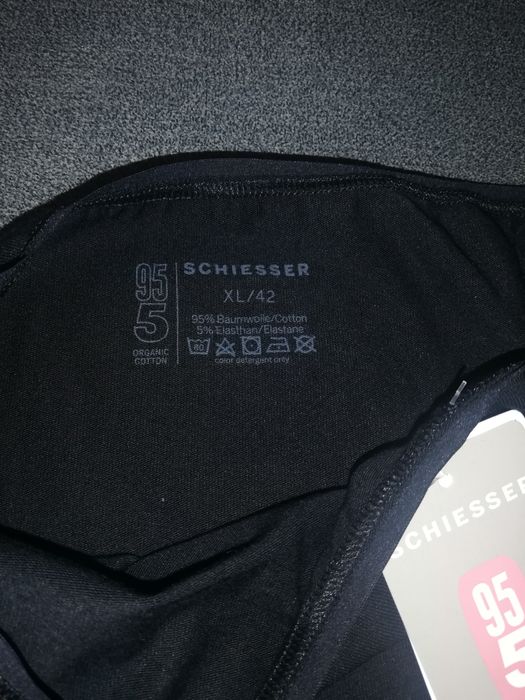 95
5
ORGANIC
COTTON
SCHIESSER
XL/42
95% Baumwolle/Cotton
5% Elasthan/Elastane
60
color detergent only
SCHIESSER
95
5